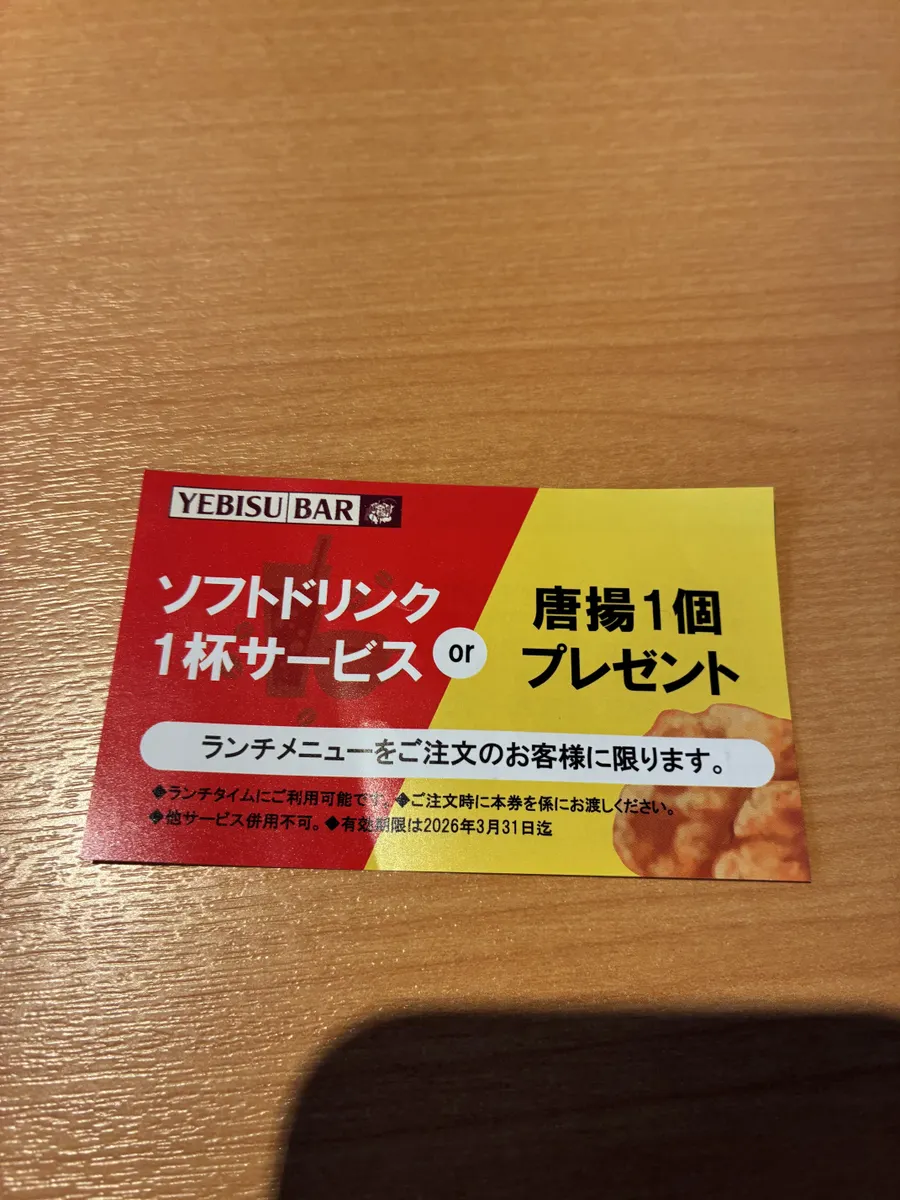 YEBISU BAR
ソフトドリンク
1杯サービス
or
唐揚1個
プレゼント
ランチメニューをご注文のお客様に限ります。
◆ランチタイムにご利用可能です。◆ご注文時に本券を係にお渡しください。
◆他サービス併用不可。◆有効期限は2026年3月31日迄